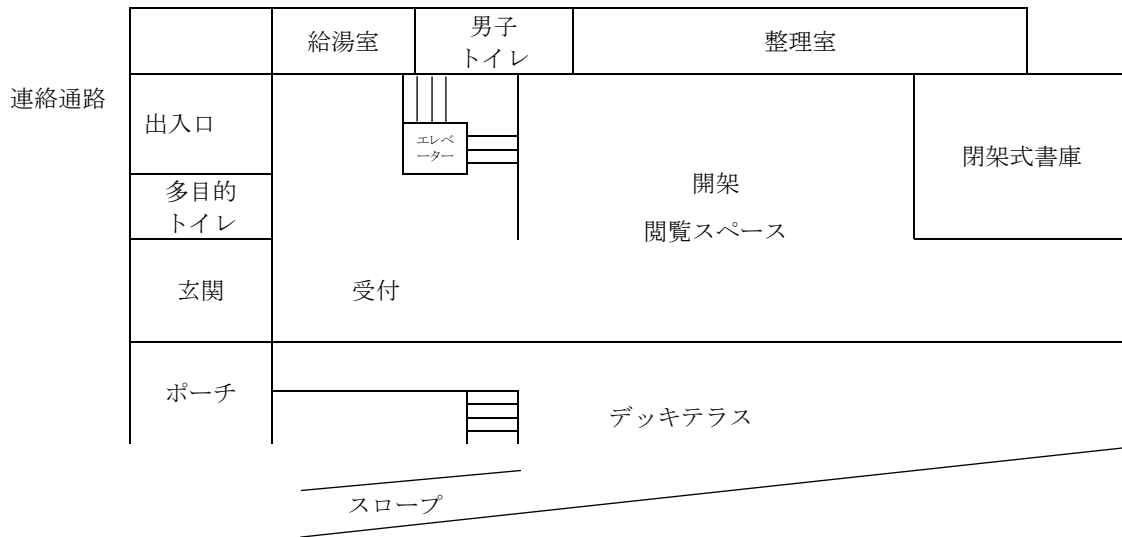 給湯室
男子
トイレ
整理室
連絡通路
出入口
エレベ
ーター
閉架式書庫
多目的
トイレ
開架
閲覧スペース
玄関
受付
ポーチ
デッキテラス
スロープ